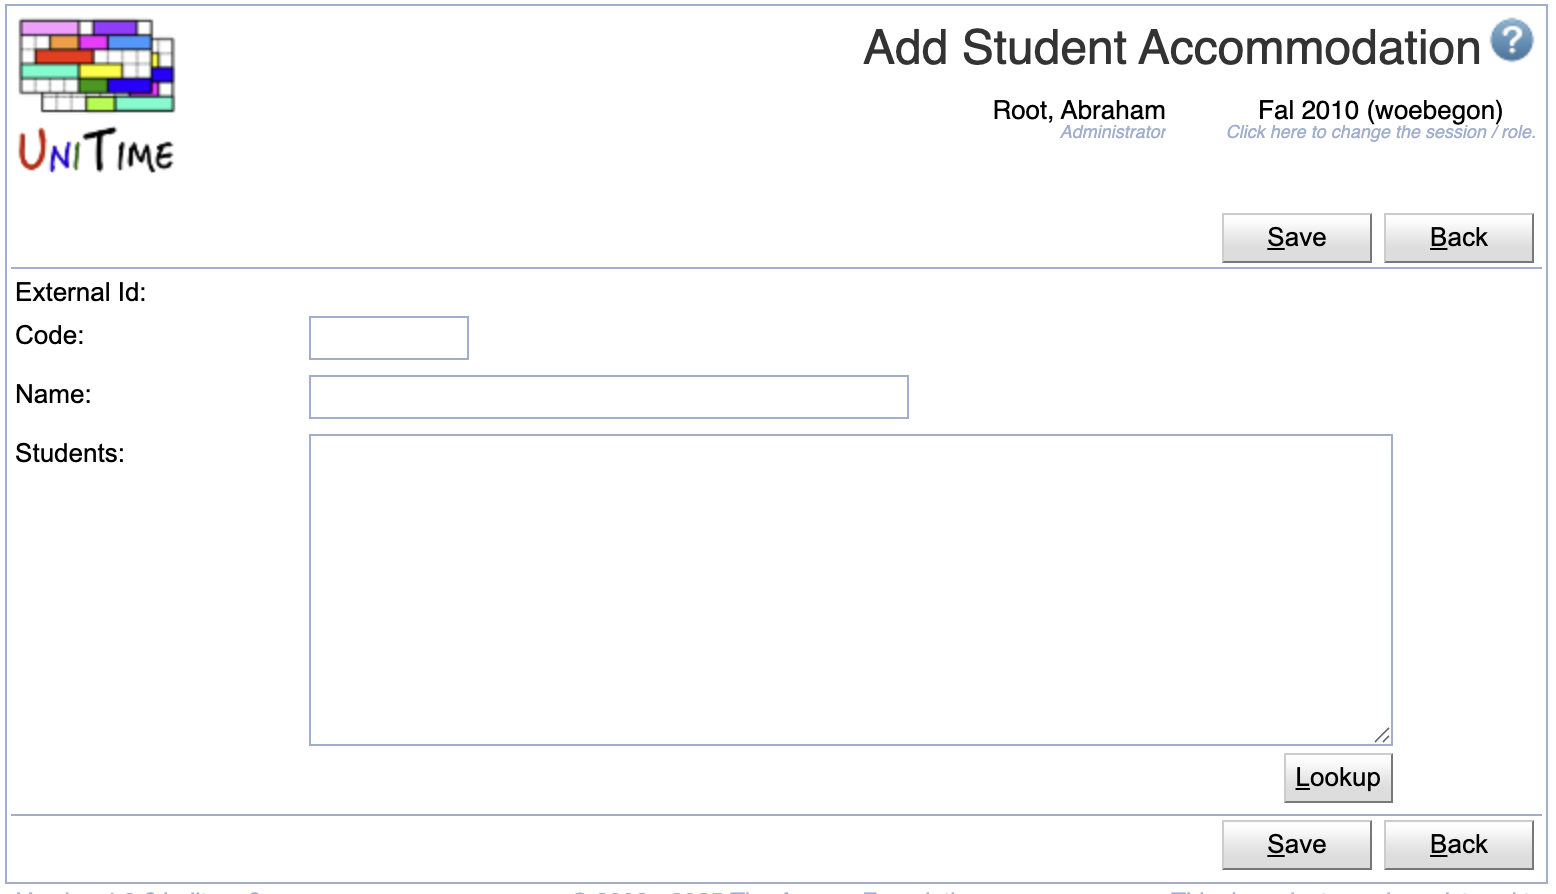 Add Student Accommodation
?
UNITIME
Root, Abraham
Administrator
Fal 2010 (woebegon)
Click here to change the session / role.
Save
Back
External Id:
Code:
Name:
Students:
Lookup
Save
Back